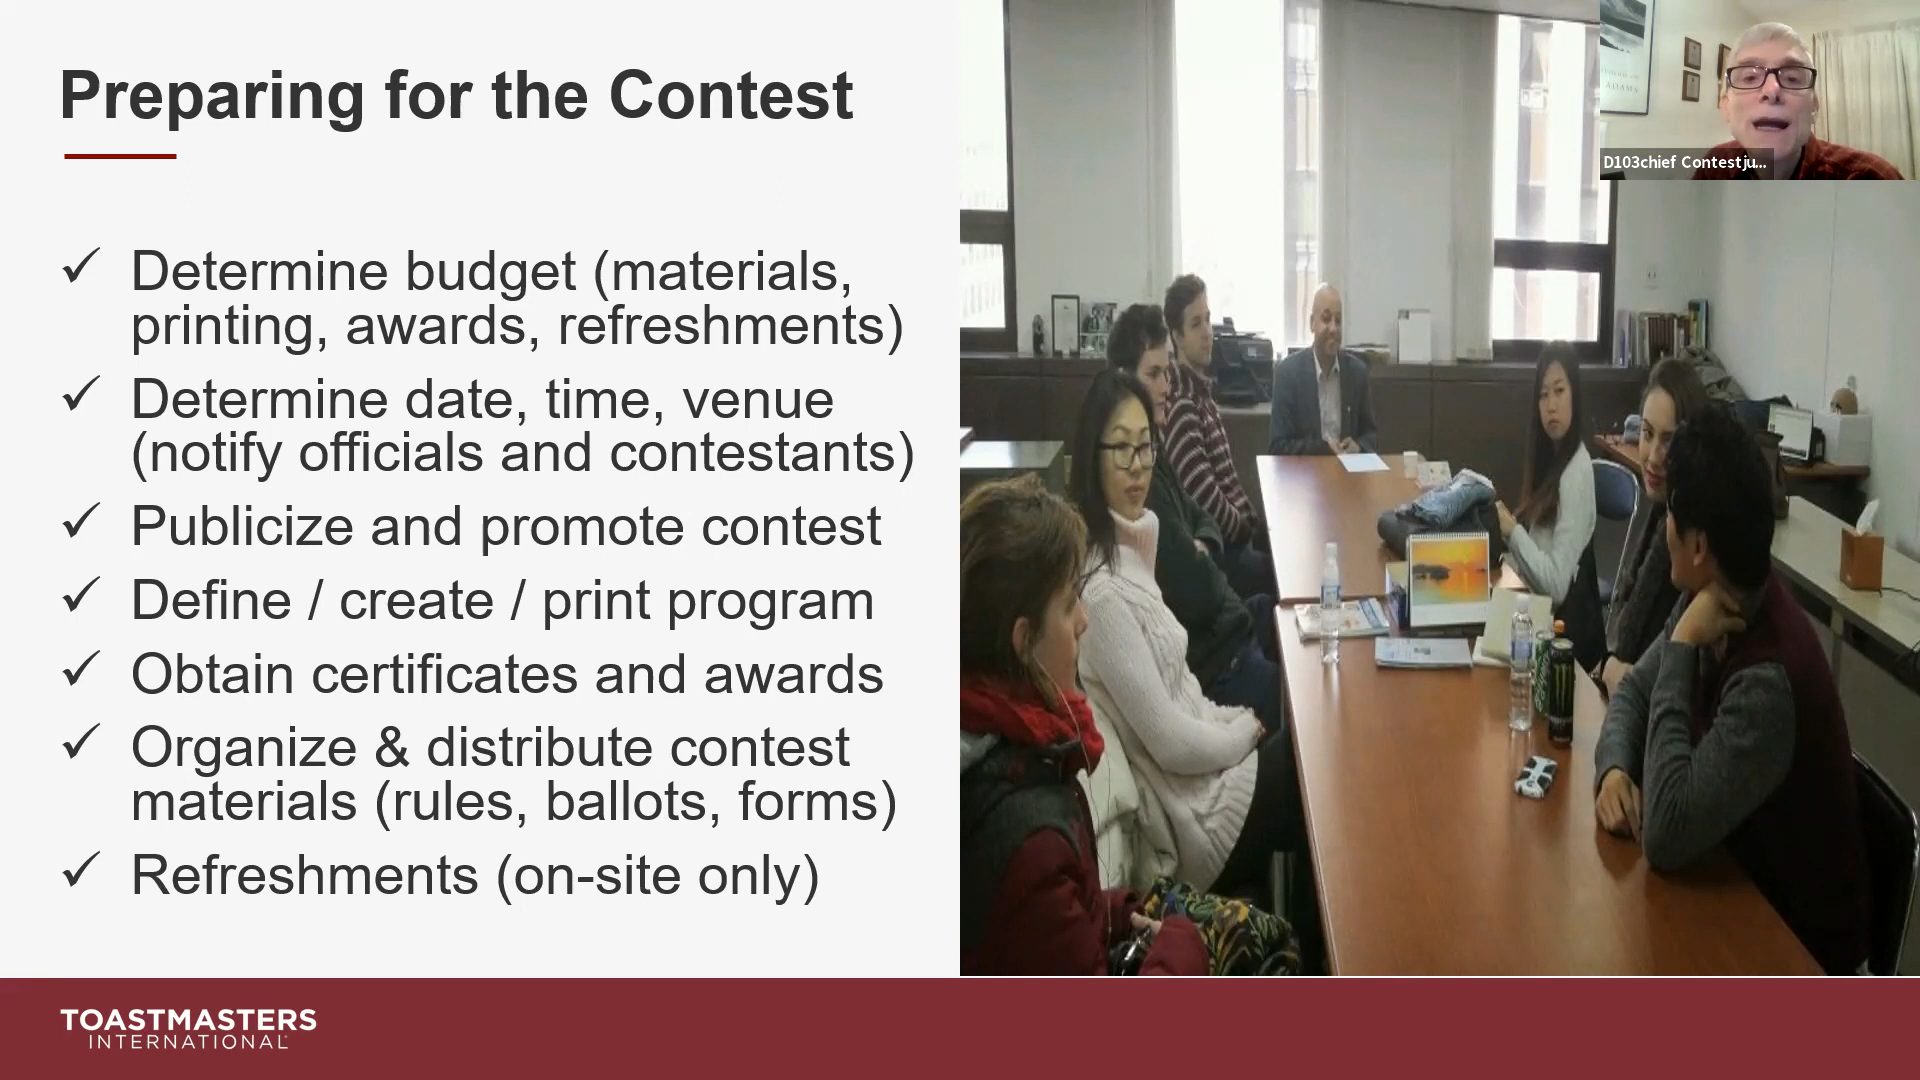 Preparing for the Contest
Determine budget (materials,
printing, awards, refreshments)
Determine date, time, venue
(notify officials and contestants)
Publicize and promote contest
Define / create / print program
Obtain certificates and awards
Organize & distribute contest
materials (rules, ballots, forms)
Refreshments (on-site only)
TOASTMASTERS
INTERNATIONAL
ADAMS
D103chief Contestju...